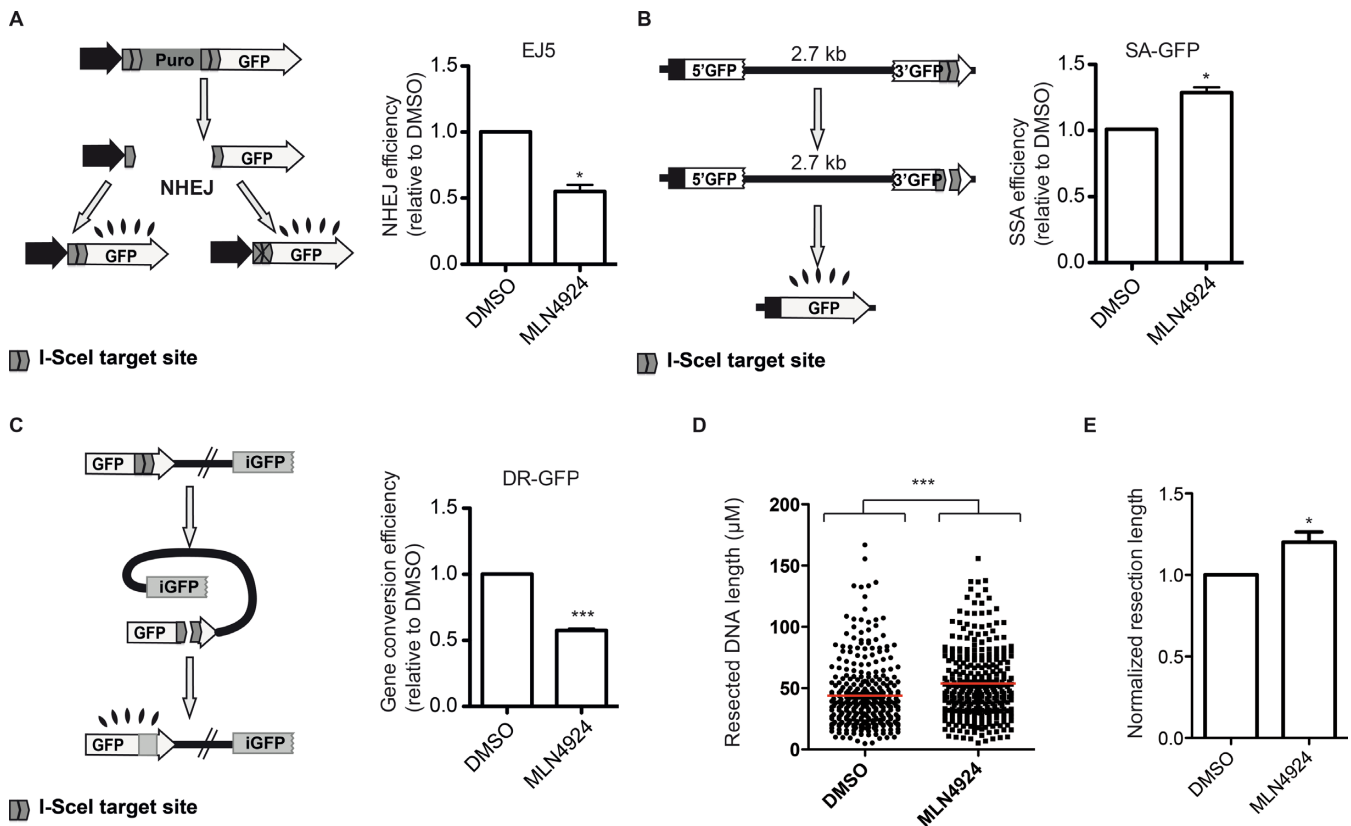 A
Puro
GFP
GFP
NHEJ
GFP
GFP
I-SceI target site
EJ5
NHEJ efficiency
(relative to DMSO)
1.5
1.0
0.5
0.0
*
DMSO
MLN4924
B
5'GFP
2.7 kb
3'GFP
5'GFP
2.7 kb
3'GFP
GFP
I-SceI target site
SA-GFP
SSA efficiency
(relative to DMSO)
1.5
1.0
0.5
0.0
*
DMSO
MLN4924
C
GFP
iGFP
iGFP
GFP
GFP
iGFP
I-SceI target site
DR-GFP
Gene conversion efficiency
(relative to DMSO)
1.5
1.0
0.5
0.0
***
DMSO
MLN4924
D
Resected DNA length (µM)
200
150
100
50
0
***
DMSO
MLN4924
E
Normalized resection length
1.5
1.0
0.5
0.0
*
DMSO
MLN4924